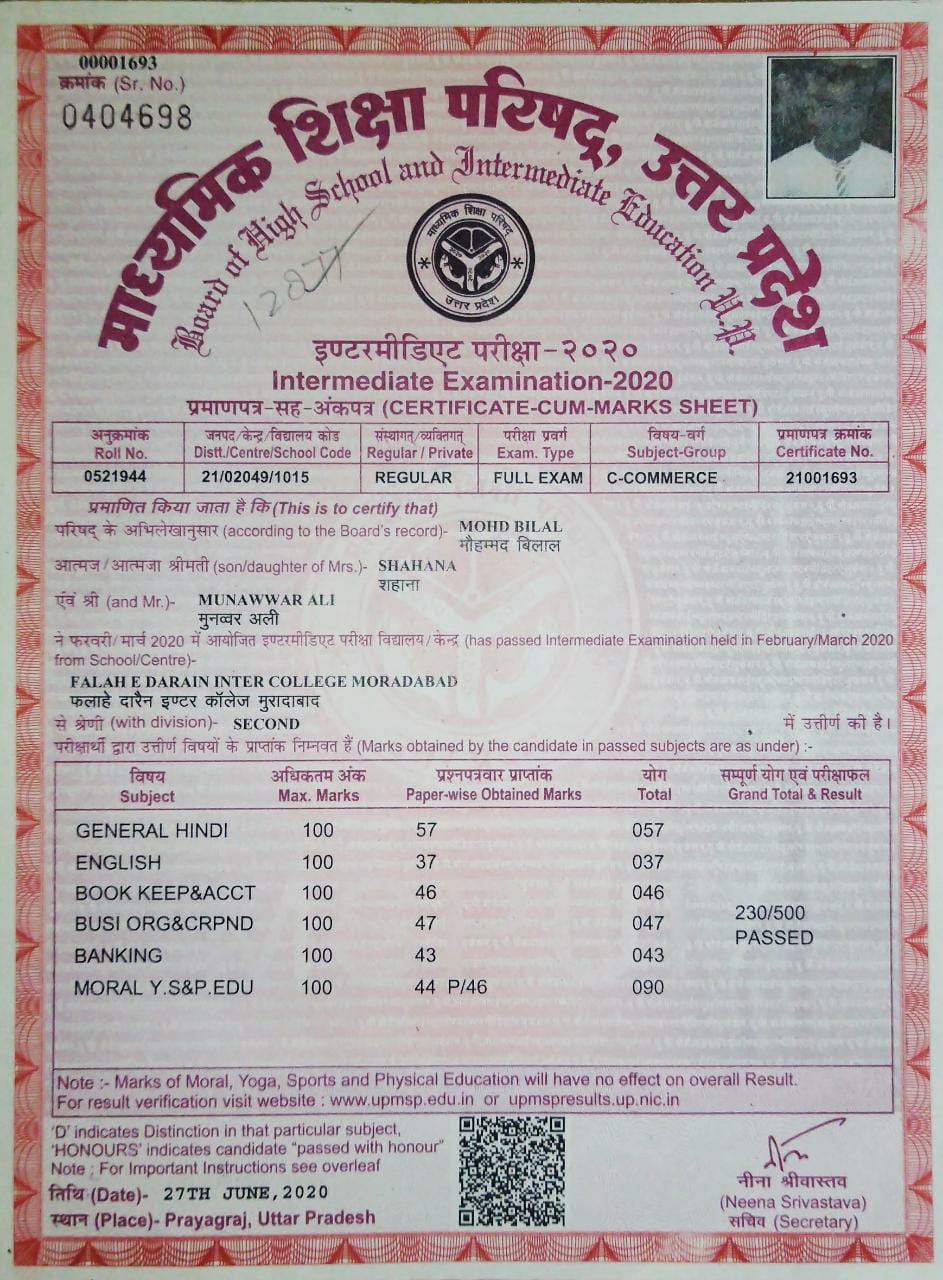 00001693
क्रमांक (Sr. No.)
0404698
माध्यमिक शिक्षा परिषद्, उत्तर प्रदेश
Board of High School and Intermediate Education U.P.
माध्यमिक शिक्षा परिषद्
उत्तर प्रदेश
इण्टरमीडिएट परीक्षा-२०२०
Intermediate Examination-2020
प्रमाणपत्र-सह-अंकपत्र (CERTIFICATE-CUM-MARKS SHEET)
अनुक्रमांक जनपद/केन्द्र/विद्यालय कोड संस्थागत्/व्यक्तिगत् परीक्षा प्रवर्ग विषय-वर्ग प्रमाणपत्र क्रमांक
Roll No. Distt./Centre/School Code Regular / Private Exam. Type Subject-Group Certificate No.
0521944 21/02049/1015 REGULAR FULL EXAM C-COMMERCE 21001693
प्रमाणित किया जाता है कि (This is to certify that)
परिषद् के अभिलेखानुसार (according to the Board's record)- MOHD BILAL
मौहम्मद बिलाल
आत्मज/आत्मजा श्रीमती (son/daughter of Mrs.)- SHAHANA
शहाना
एंव श्री (and Mr.)- MUNAWWAR ALI
मुनव्वर अली
ने फरवरी/मार्च 2020 में आयोजित इण्टरमीडिएट परीक्षा विद्यालय/केन्द्र (has passed Intermediate Examination held in February/March 2020
from School/Centre)-
FALAH E DARAIN INTER COLLEGE MORADABAD
फलाहे दारैन इण्टर कॉलेज मुरादाबाद
से श्रेणी (with division)- SECOND में उत्तीर्ण की है।
परीक्षार्थी द्वारा उत्तीर्ण विषयों के प्राप्तांक निम्नवत हैं (Marks obtained by the candidate in passed subjects are as under) :-
विषय अधिकतम अंक प्रश्नपत्रवार प्राप्तांक योग सम्पूर्ण योग एवं परीक्षाफल
Subject Max. Marks Paper-wise Obtained Marks Total Grand Total & Result
GENERAL HINDI 100 57 057
ENGLISH 100 37 037
BOOK KEEP&ACCT 100 46 046
BUSI ORG&CRPND 100 47 047
230/500
PASSED
BANKING 100 43 043
MORAL Y.S&P.EDU 100 44 P/46 090
Note :- Marks of Moral, Yoga, Sports and Physical Education will have no effect on overall Result.
For result verification visit website : www.upmsp.edu.in or upmspresults.up.nic.in
'D' indicates Distinction in that particular subject,
'HONOURS' indicates candidate "passed with honour"
Note : For Important Instructions see overleaf
तिथि (Date)- 27TH JUNE,2020
स्थान (Place)- Prayagraj, Uttar Pradesh
नीना श्रीवास्तव
(Neena Srivastava)
सचिव (Secretary)